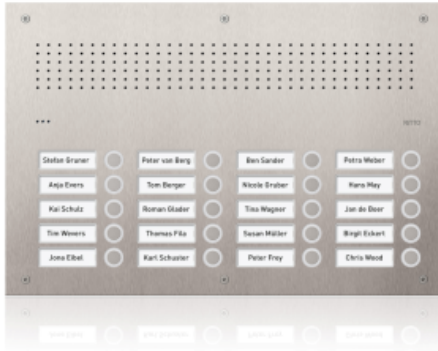 Stefan Gruner
Peter van Berg
Ben Sander
Petra Weber
Anja Evers
Tom Berger
Nicole Gruber
Hans May
Kai Schulz
Roman Glader
Tina Wagner
Jan de Boer
Tim Wevers
Thomas Fila
Susan Müller
Birgit Eckert
Jona Eibel
Karl Schuster
Peter Frey
Chris Wood